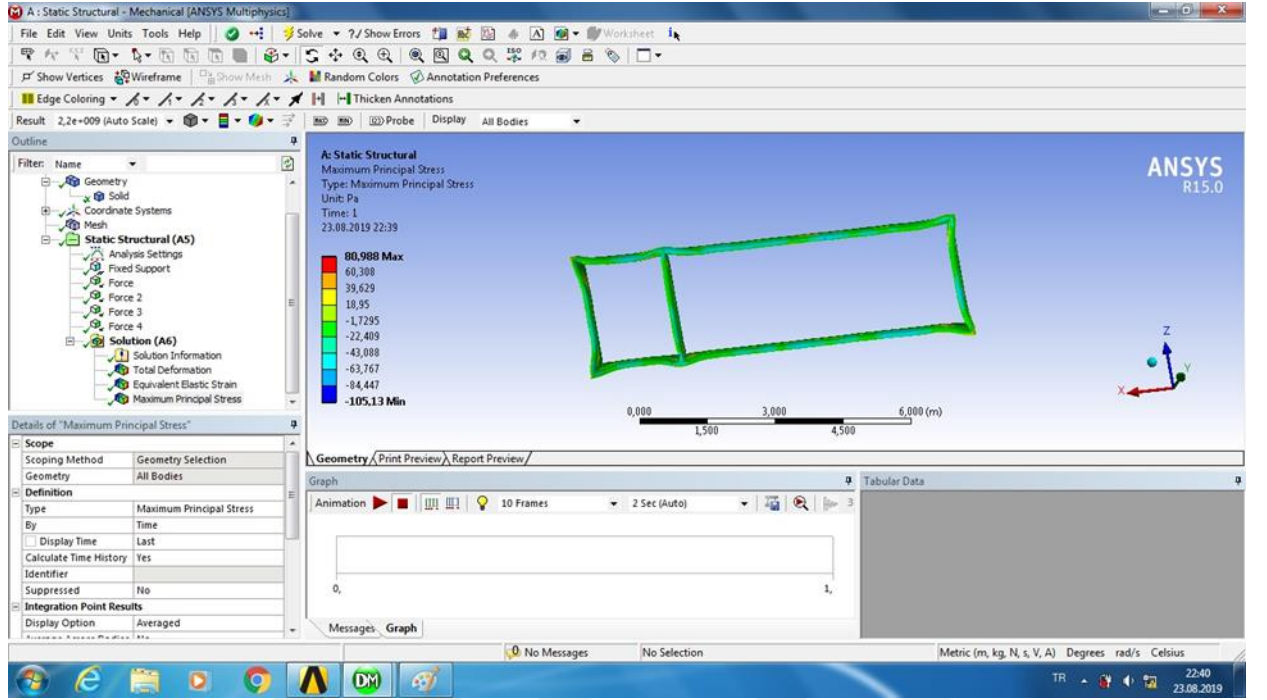 A : Static Structural - Mechanical [ANSYS Multiphysics]
File Edit View Units Tools Help Solve ?/ Show Errors Worksheet
Show Vertices Wireframe Show Mesh Random Colors Annotation Preferences
Edge Coloring Thicken Annotations
Result 2,2e+009 (Auto Scale) Probe Display All Bodies
Outline
Filter: Name
Geometry
Solid
Coordinate Systems
Mesh
Static Structural (A5)
Analysis Settings
Fixed Support
Force
Force 2
Force 3
Force 4
Solution (A6)
Solution Information
Total Deformation
Equivalent Elastic Strain
Maximum Principal Stress
Details of "Maximum Principal Stress"
Scope
Scoping Method Geometry Selection
Geometry All Bodies
Definition
Type Maximum Principal Stress
By Time
Display Time Last
Calculate Time History Yes
Identifier
Suppressed No
Integration Point Results
Display Option Averaged
A: Static Structural
Maximum Principal Stress
Type: Maximum Principal Stress
Unit: Pa
Time: 1
23.08.2019 22:39
80,988 Max
60,308
39,629
18,95
-1,7295
-22,409
-43,088
-63,767
-84,447
-105,13 Min
ANSYS
R15.0
Z
Y
X
0,000 3,000 6,000 (m)
1,500 4,500
Geometry Print Preview Report Preview
Graph
Animation 10 Frames 2 Sec (Auto) 3
0, 1,
Messages Graph
Tabular Data
No Messages No Selection Metric (m, kg, N, s, V, A) Degrees rad/s Celsius
DM
TR 22:40
23.08.2019